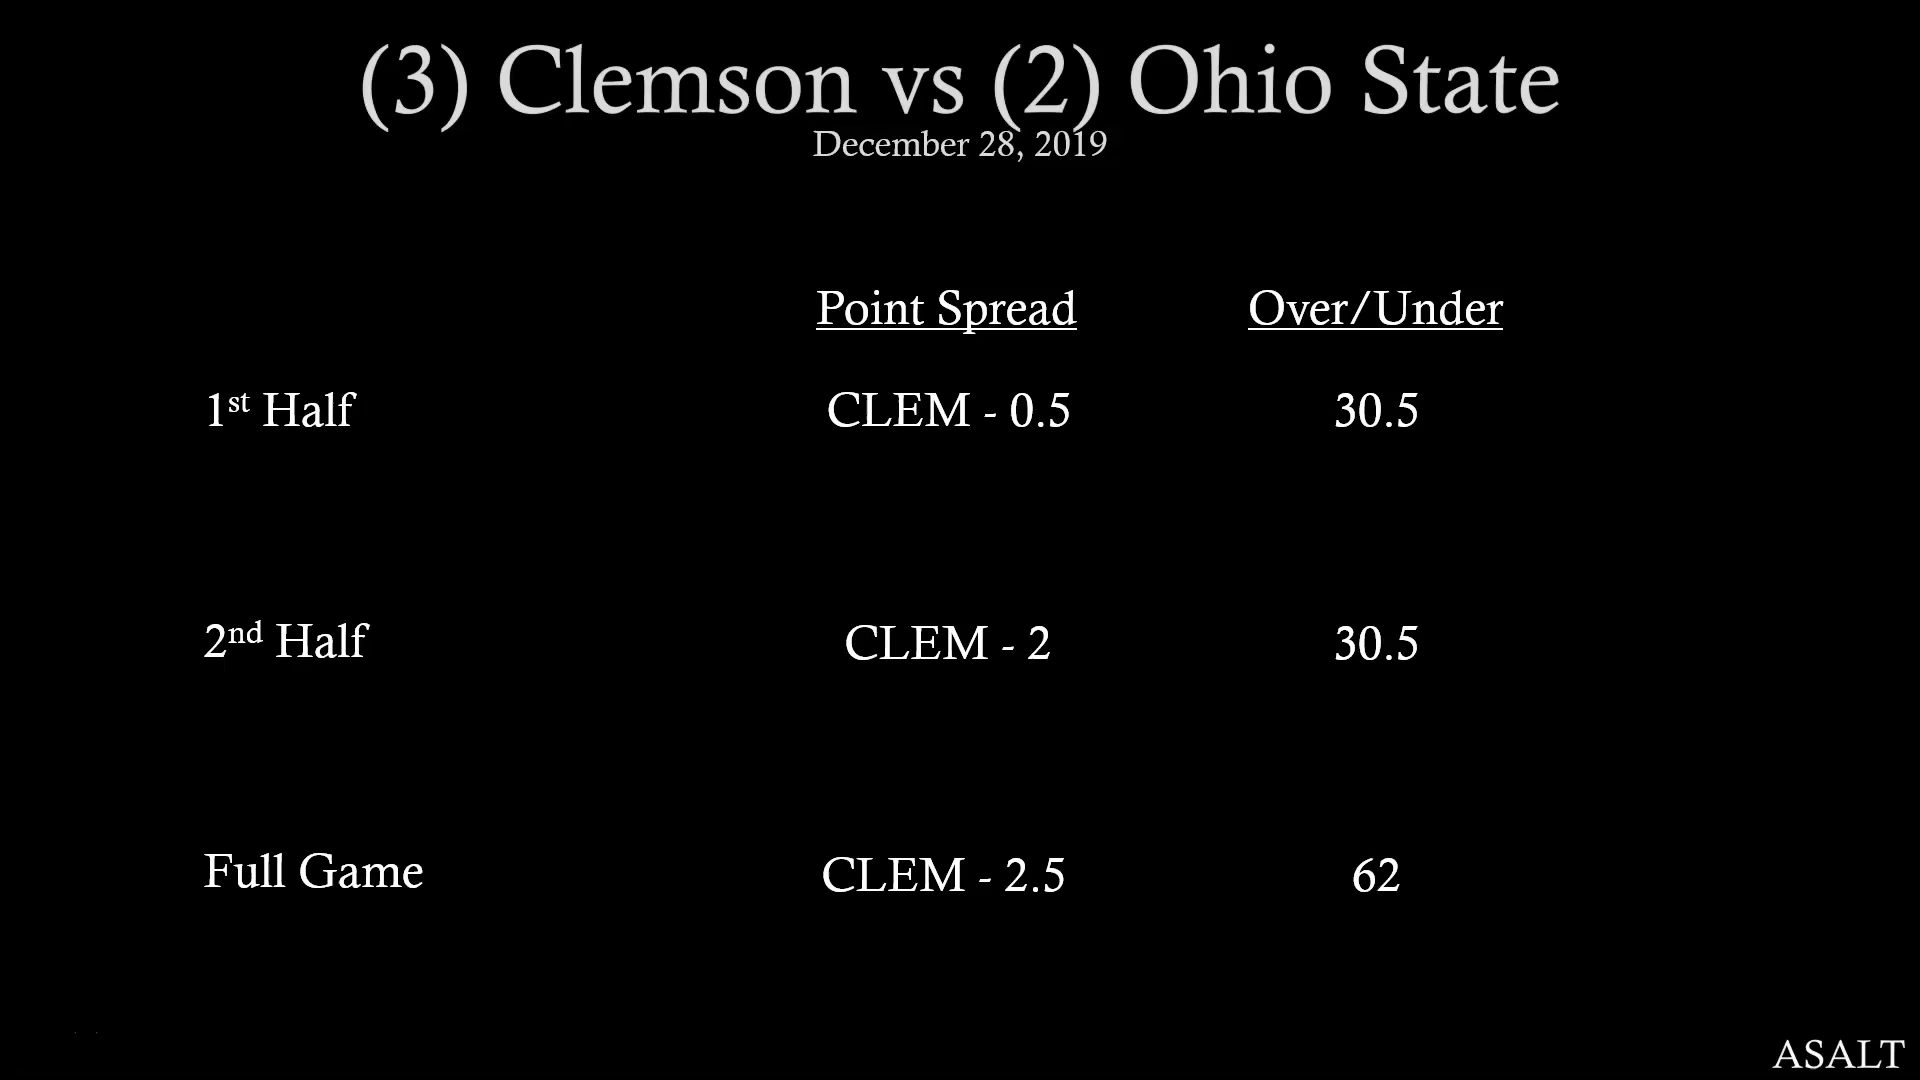 (3) Clemson vs (2) Ohio State
December 28, 2019
Point Spread Over/Under
1st Half CLEM - 0.5 30.5
2nd Half CLEM - 2 30.5
Full Game CLEM - 2.5 62
ASALT